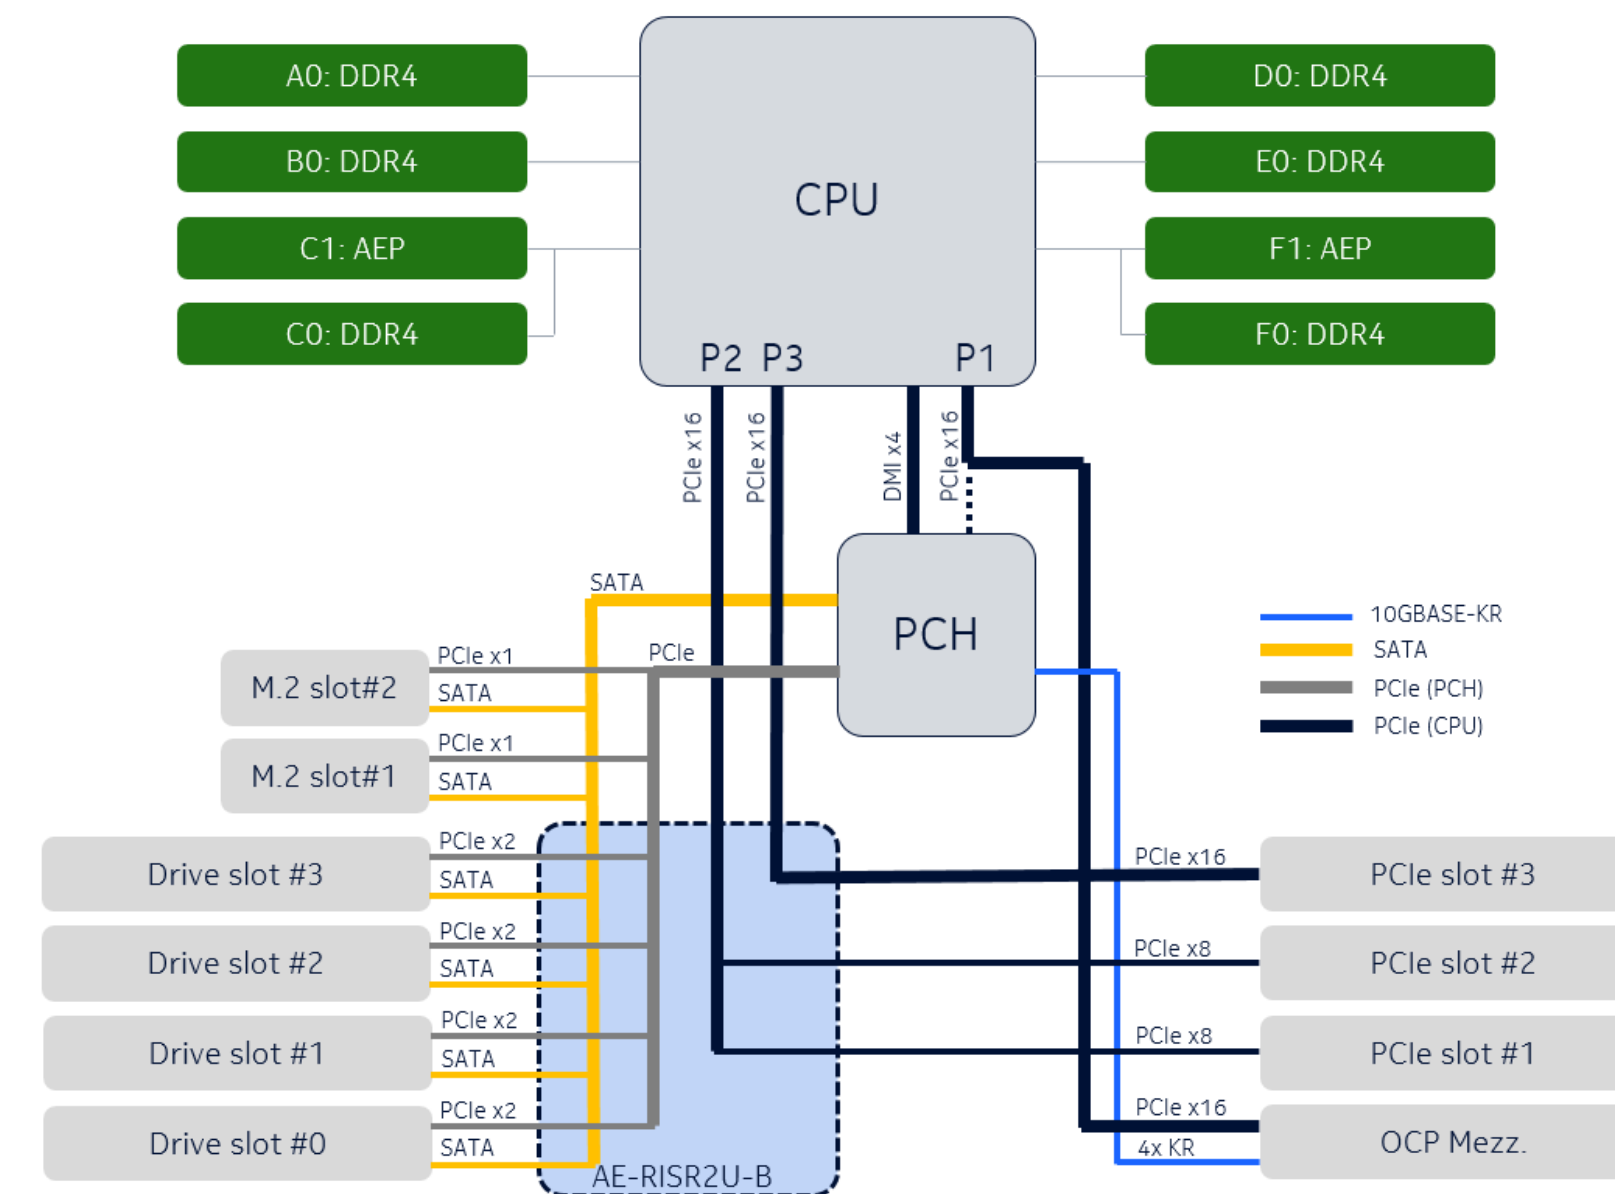 A0: DDR4
D0: DDR4
B0: DDR4
E0: DDR4
CPU
C1: AEP
F1: AEP
C0: DDR4
F0: DDR4
P2 P3 P1
PCIe x16
PCIe x16
DMI x4
PCIe x16
SATA
PCH
10GBASE-KR
SATA
PCIe (PCH)
PCIe (CPU)
PCIe
PCIe x1
M.2 slot#2
SATA
PCIe x1
M.2 slot#1
SATA
PCIe x2
Drive slot #3
SATA
PCIe x16
PCIe slot #3
PCIe x2
Drive slot #2
SATA
PCIe x8
PCIe slot #2
PCIe x2
Drive slot #1
SATA
PCIe x8
PCIe slot #1
PCIe x2
Drive slot #0
SATA
PCIe x16
OCP Mezz.
4x KR
AE-RISR2U-B